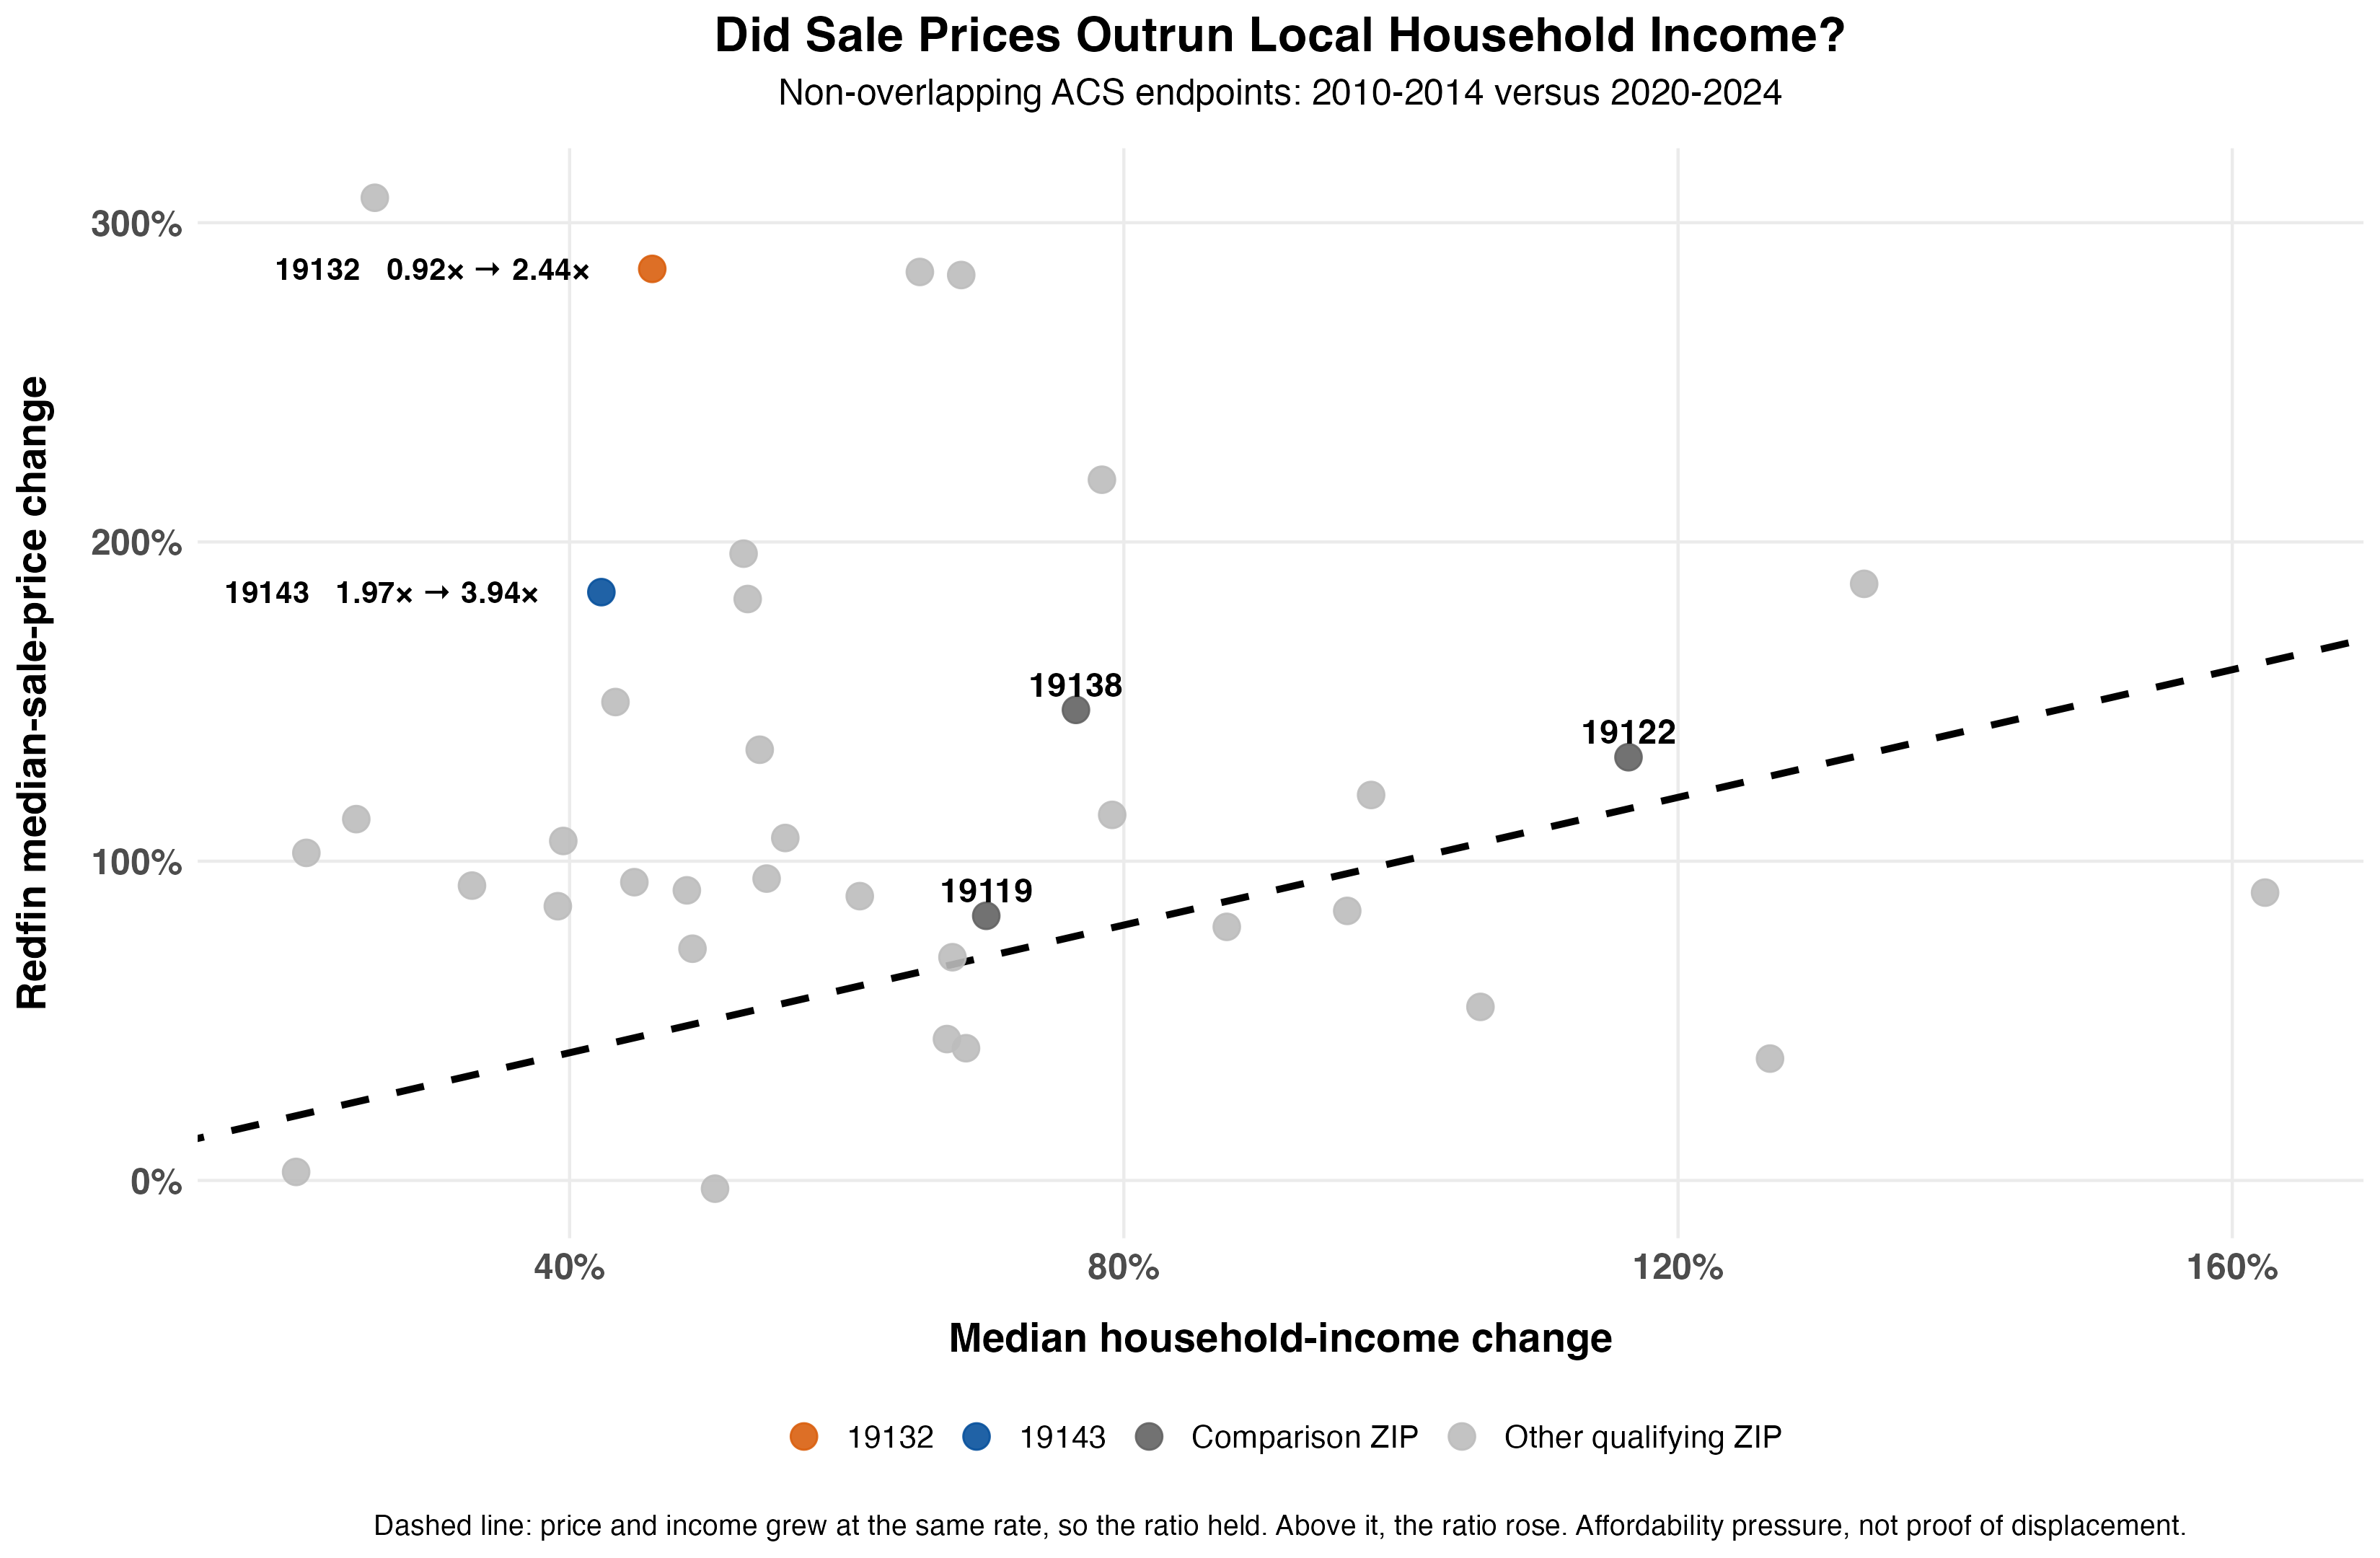 Did Sale Prices Outrun Local Household Income?
Non-overlapping ACS endpoints: 2010-2014 versus 2020-2024
Redfin median-sale-price change
300%
200%
100%
0%
19132 0.92× → 2.44×
19143 1.97× → 3.94×
19138
19122
19119
40%
80%
120%
160%
Median household-income change
19132
19143
Comparison ZIP
Other qualifying ZIP
Dashed line: price and income grew at the same rate, so the ratio held. Above it, the ratio rose. Affordability pressure, not proof of displacement.